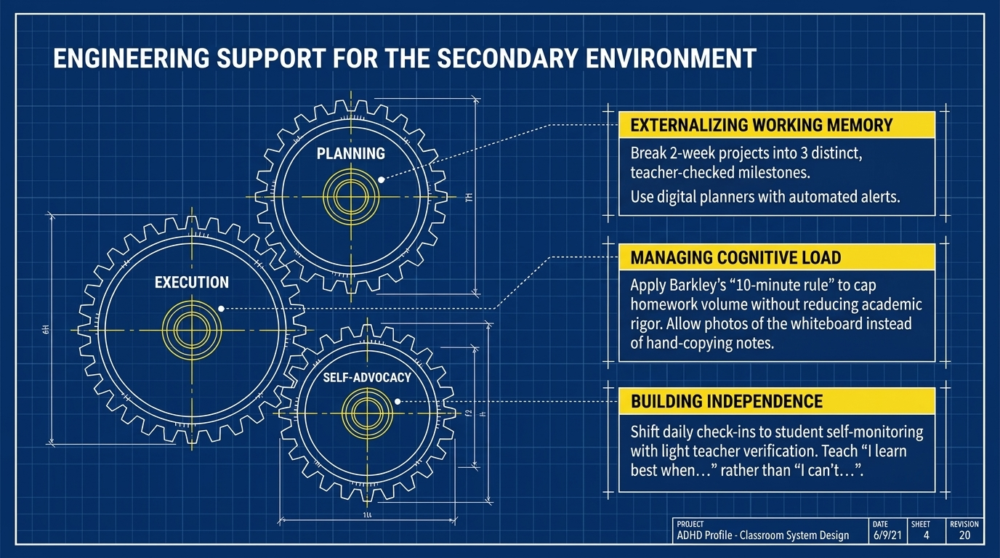 ENGINEERING SUPPORT FOR THE SECONDARY ENVIRONMENT
PLANNING
EXECUTION
SELF-ADVOCACY
EXTERNALIZING WORKING MEMORY
Break 2-week projects into 3 distinct,
teacher-checked milestones.
Use digital planners with automated alerts.
MANAGING COGNITIVE LOAD
Apply Barkley’s “10-minute rule” to cap
homework volume without reducing academic
rigor. Allow photos of the whiteboard instead
of hand-copying notes.
BUILDING INDEPENDENCE
Shift daily check-ins to student self-monitoring
with light teacher verification. Teach “I learn
best when…” rather than “I can’t…”.
PROJECT
ADHD Profile - Classroom System Design
DATE
6/9/21
SHEET
4
REVISION
20